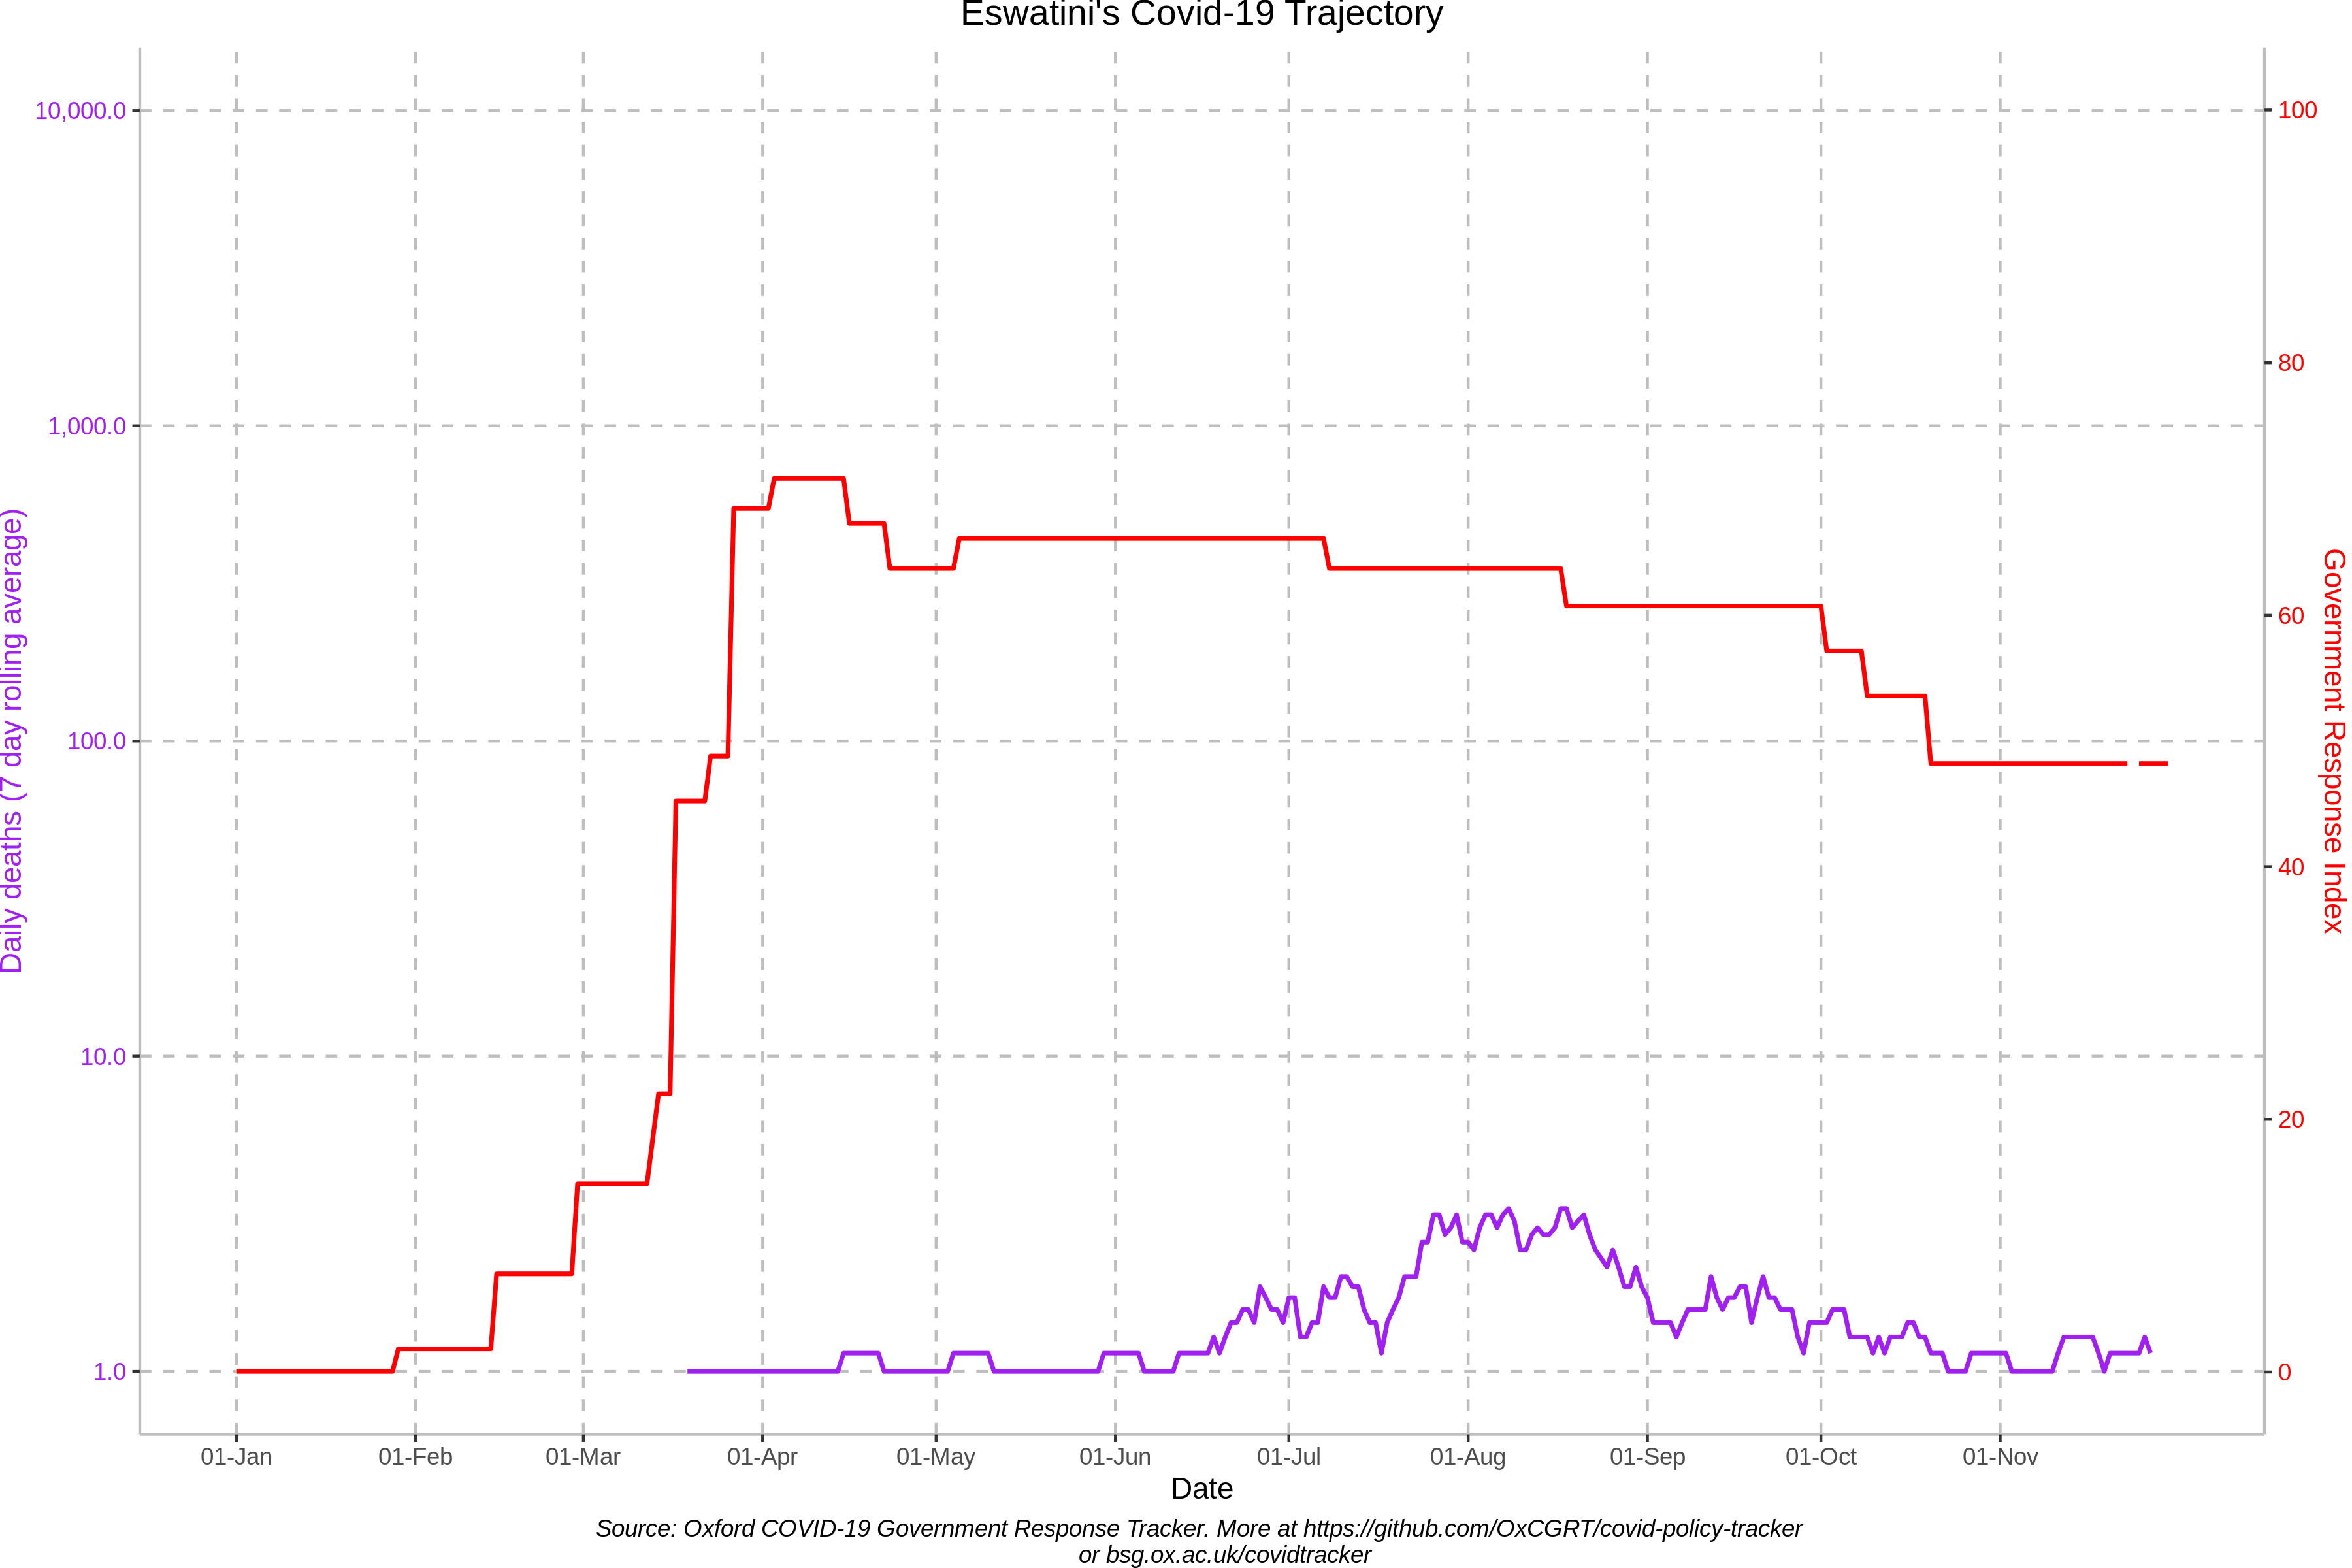 Eswatini's Covid-19 Trajectory
10,000.0
1,000.0
100.0
10.0
1.0
Daily deaths (7 day rolling average)
100
80
60
40
20
0
Government Response Index
01-Jan 01-Feb 01-Mar 01-Apr 01-May 01-Jun 01-Jul 01-Aug 01-Sep 01-Oct 01-Nov
Date
Source: Oxford COVID-19 Government Response Tracker. More at https://github.com/OxCGRT/covid-policy-tracker
or bsg.ox.ac.uk/covidtracker